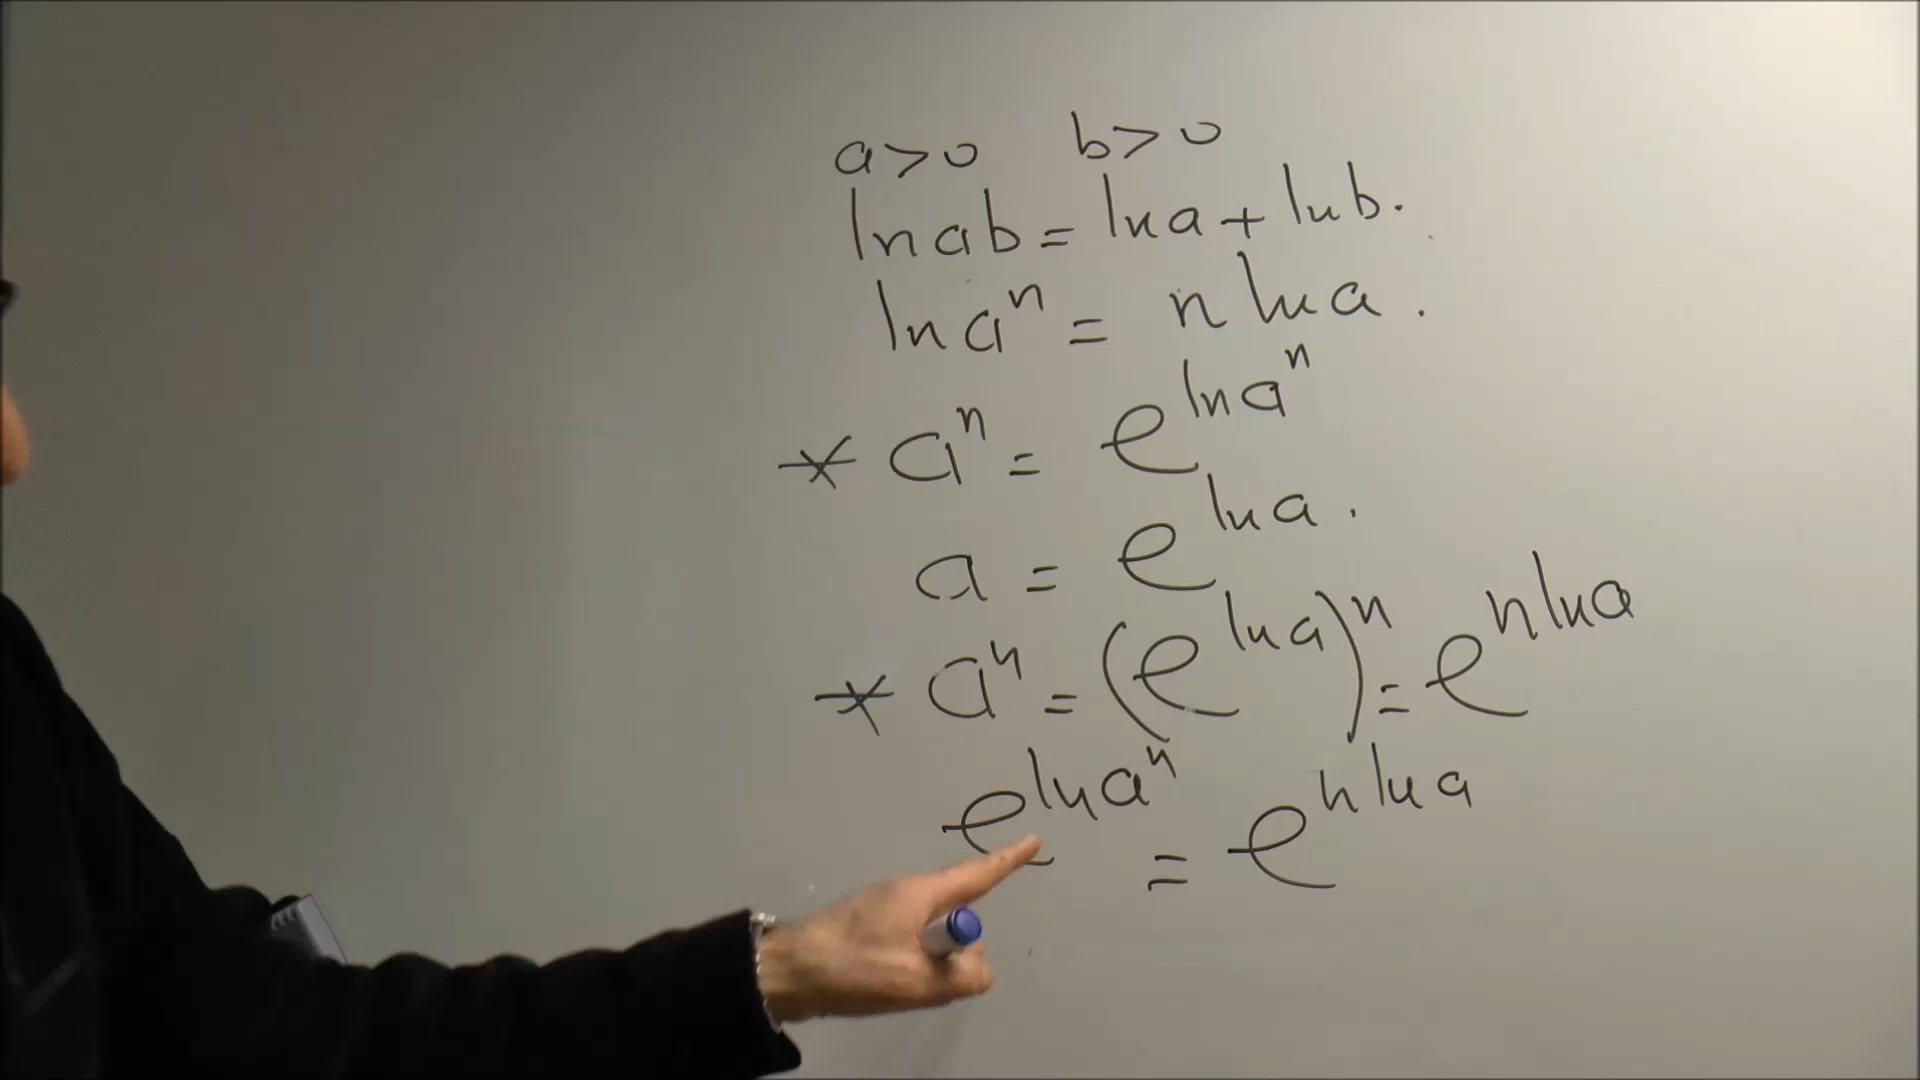 a>0 b>0
ln ab = ln a + ln b.
ln aⁿ = n ln a.
* aⁿ = e^(ln aⁿ)
a = e^(ln a).
* aⁿ = (e^(ln a))ⁿ = e^(n ln a)
e^(ln aⁿ) = e^(n ln a)